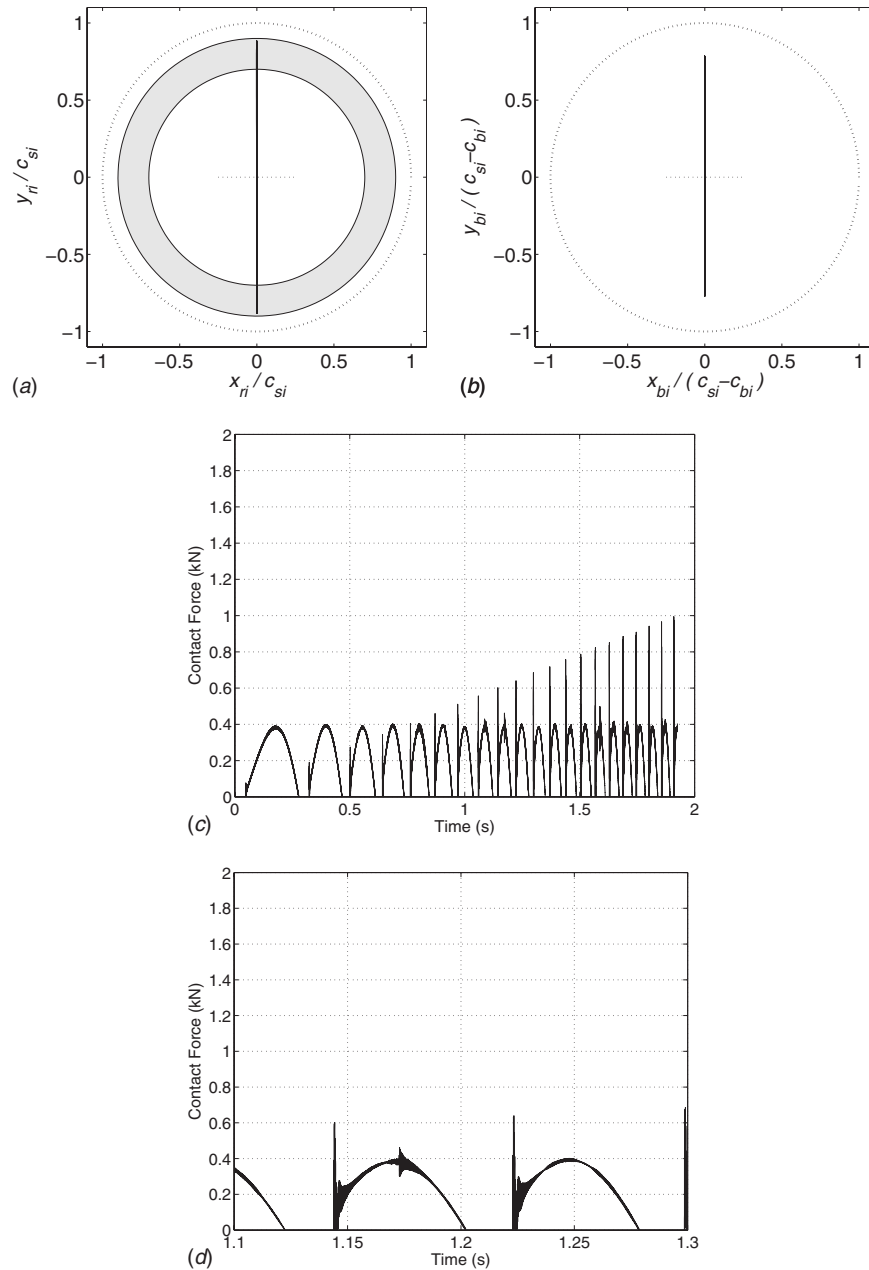 1
0.5
0
−0.5
−1
y_ri / c_si
−1 −0.5 0 0.5 1
x_ri / c_si
(a)
1
0.5
0
−0.5
−1
y_bi / ( c_si–c_bi )
−1 −0.5 0 0.5 1
x_bi / ( c_si–c_bi )
(b)
2
1.8
1.6
1.4
1.2
1
0.8
0.6
0.4
0.2
0
Contact Force (kN)
0 0.5 1 1.5 2
Time (s)
(c)
2
1.8
1.6
1.4
1.2
1
0.8
0.6
0.4
0.2
0
Contact Force (kN)
1.1 1.15 1.2 1.25 1.3
Time (s)
(d)